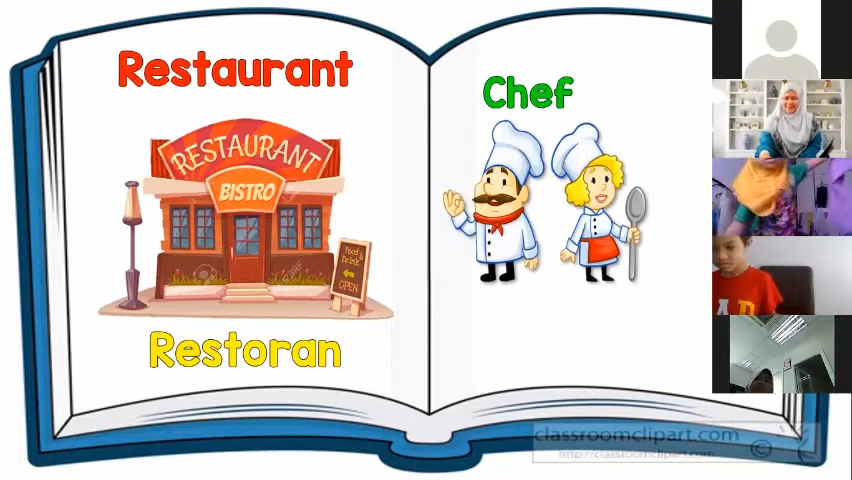 Restaurant
RESTAURANT
BISTRO
Food &
Drink
OPEN
Restoran
Chef
classroomclipart.com
©
http://classroomclipart.com